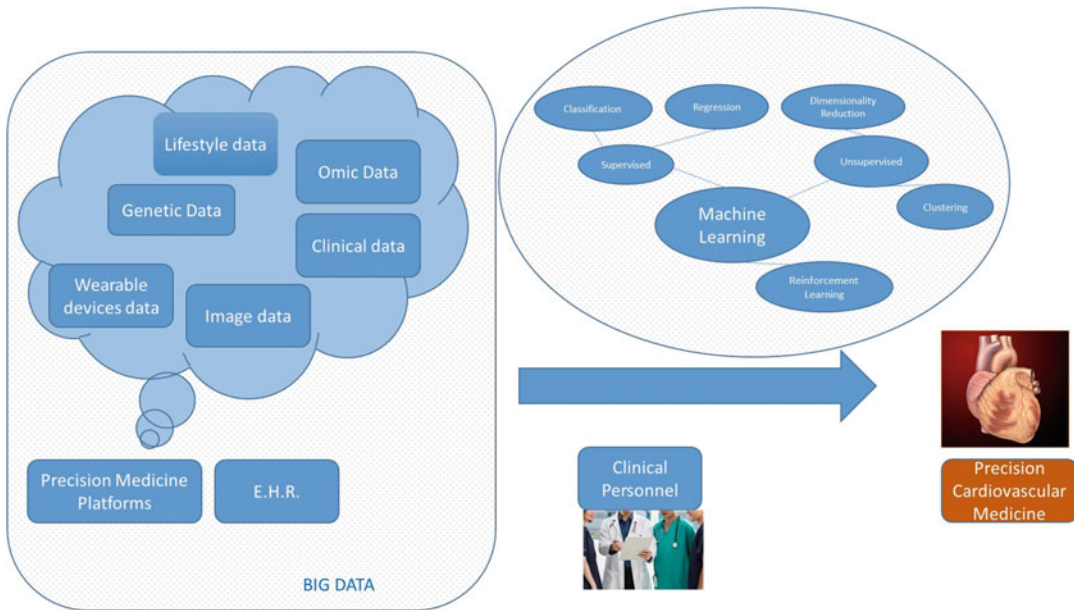 Lifestyle data
Omic Data
Genetic Data
Clinical data
Wearable
devices data
Image data
Precision Medicine
Platforms
E.H.R.
BIG DATA
Classification
Regression
Dimensionality
Reduction
Supervised
Unsupervised
Clustering
Machine
Learning
Reinforcement
Learning
Clinical
Personnel
Precision
Cardiovascular
Medicine